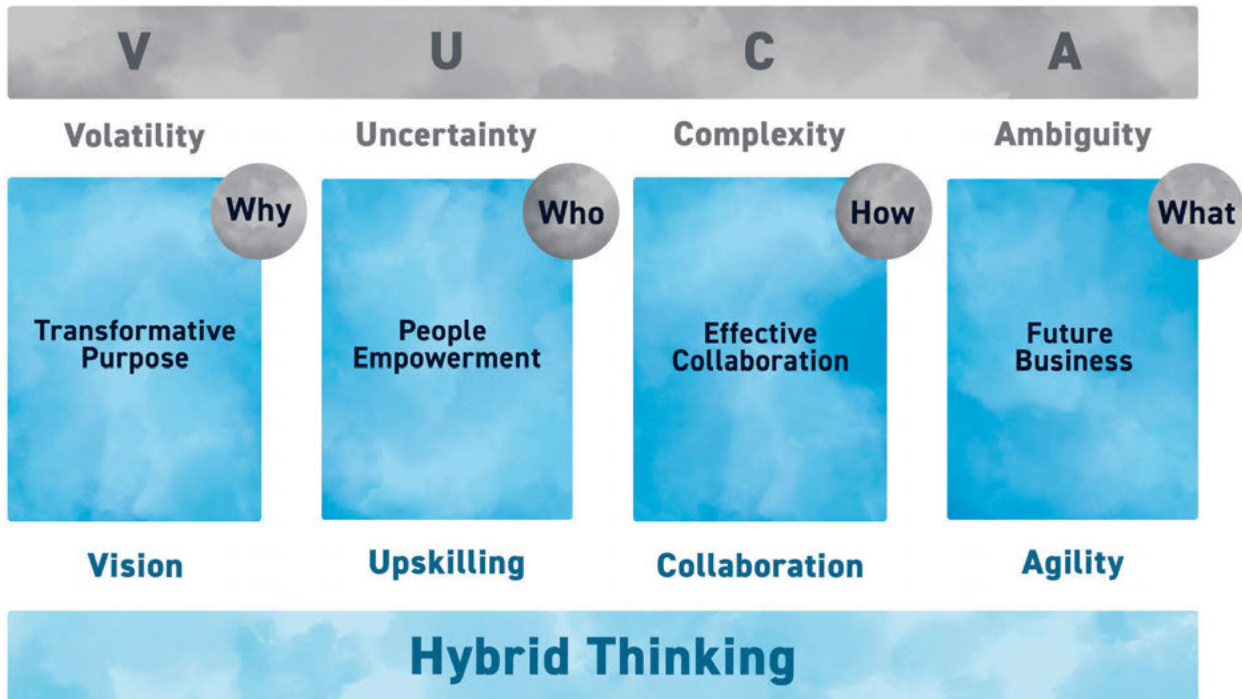 V U C A
Volatility Uncertainty Complexity Ambiguity
Why Who How What
Transformative
Purpose
People
Empowerment
Effective
Collaboration
Future
Business
Vision Upskilling Collaboration Agility
Hybrid Thinking